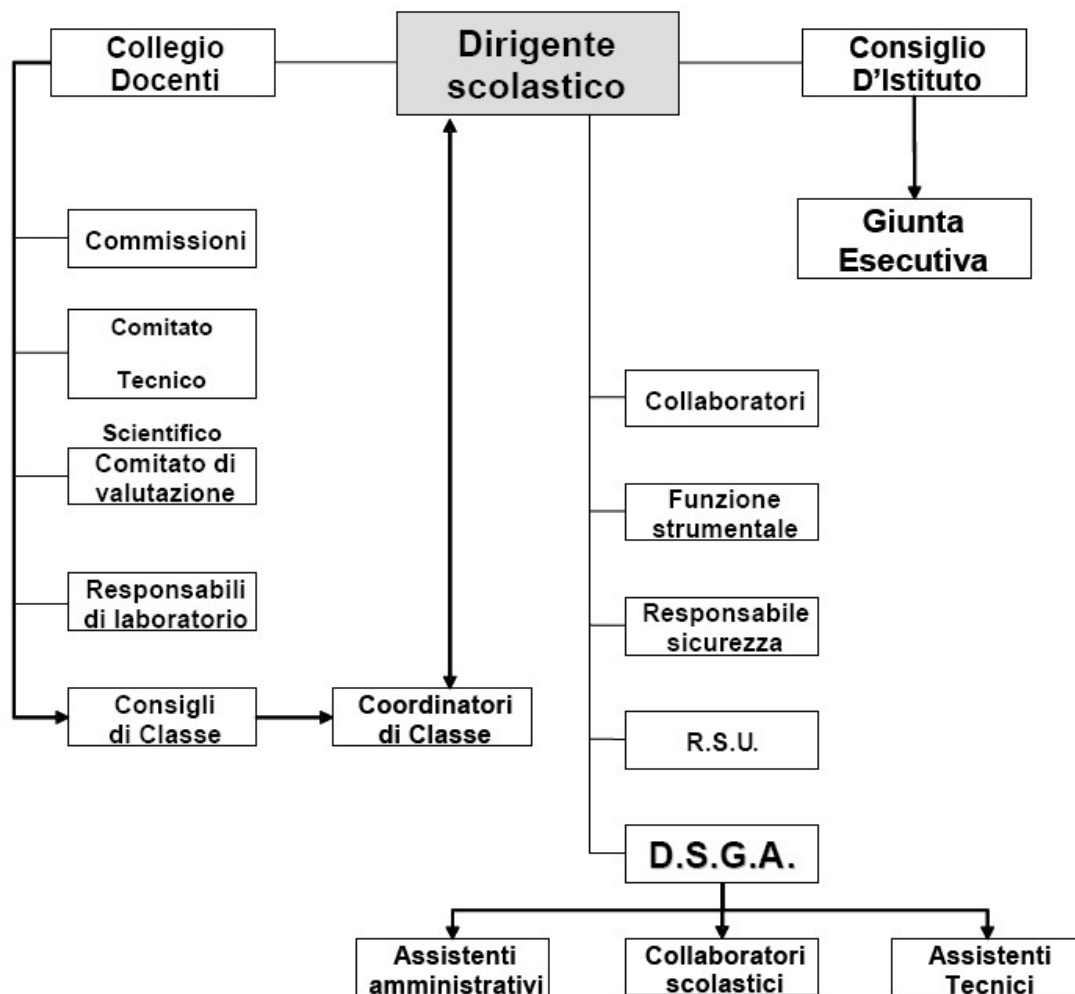 Collegio
Docenti
Dirigente
scolastico
Consiglio
D'Istituto
Giunta
Esecutiva
Commissioni
Comitato
Tecnico
Scientifico
Comitato di
valutazione
Responsabili
di laboratorio
Consigli
di Classe
Coordinatori
di Classe
Collaboratori
Funzione
strumentale
Responsabile
sicurezza
R.S.U.
D.S.G.A.
Assistenti
amministrativi
Collaboratori
scolastici
Assistenti
Tecnici